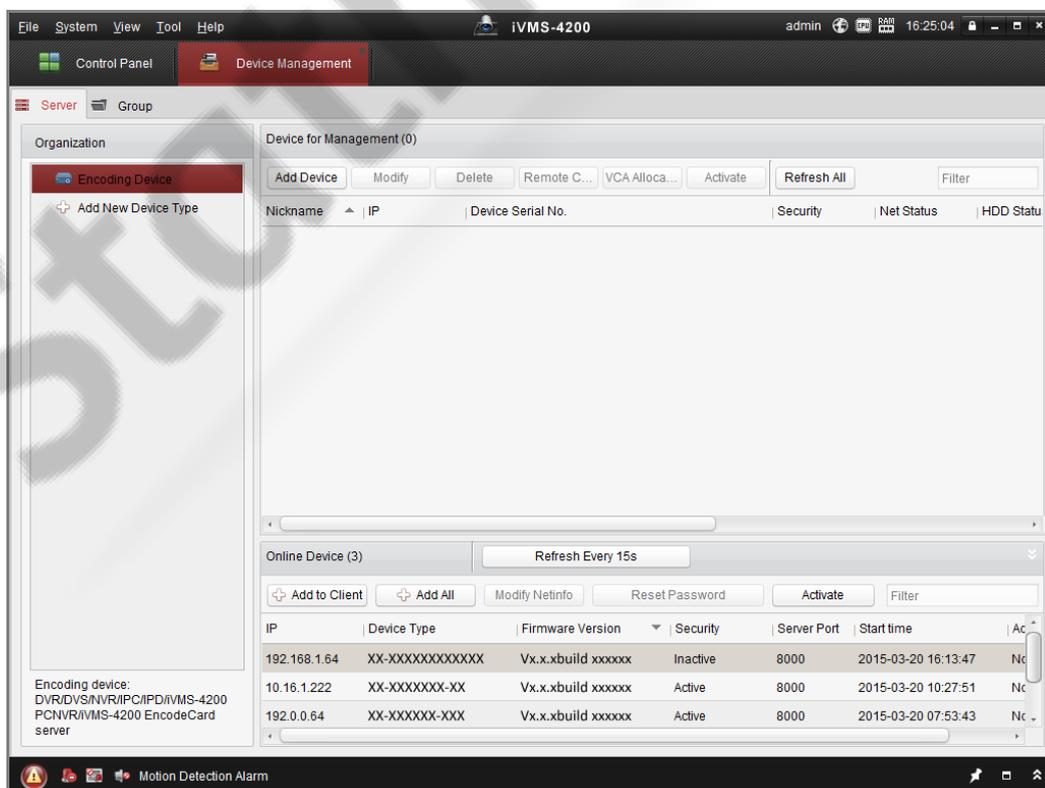 File System View Tool Help iVMS-4200 admin CPU RAM 16:25:04
Control Panel Device Management
Server Group
Organization
Encoding Device
Add New Device Type
Encoding device:
DVR/DVS/NVR/IPC/IPD/iVMS-4200
PCNVR/iVMS-4200 EncodeCard
server
Device for Management (0)
Add Device Modify Delete Remote C... VCA Alloca... Activate Refresh All Filter
Nickname IP Device Serial No. Security Net Status HDD Statu
Online Device (3) Refresh Every 15s
Add to Client Add All Modify Netinfo Reset Password Activate Filter
IP Device Type Firmware Version Security Server Port Start time Ac
192.168.1.64 XX-XXXXXXXXXXXX Vx.x.xbuild xxxxxx Inactive 8000 2015-03-20 16:13:47 No
10.16.1.222 XX-XXXXXXX-XX Vx.x.xbuild xxxxxx Active 8000 2015-03-20 10:27:51 No
192.0.0.64 XX-XXXXXX-XXX Vx.x.xbuild xxxxxx Active 8000 2015-03-20 07:53:43 No
Motion Detection Alarm